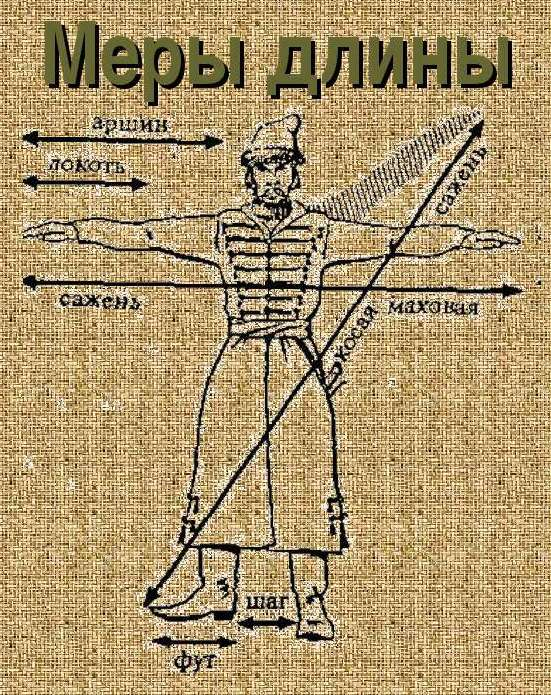 Меры длины
аршин
локоть
сажень
косая
сажень
маховая
шаг
фут